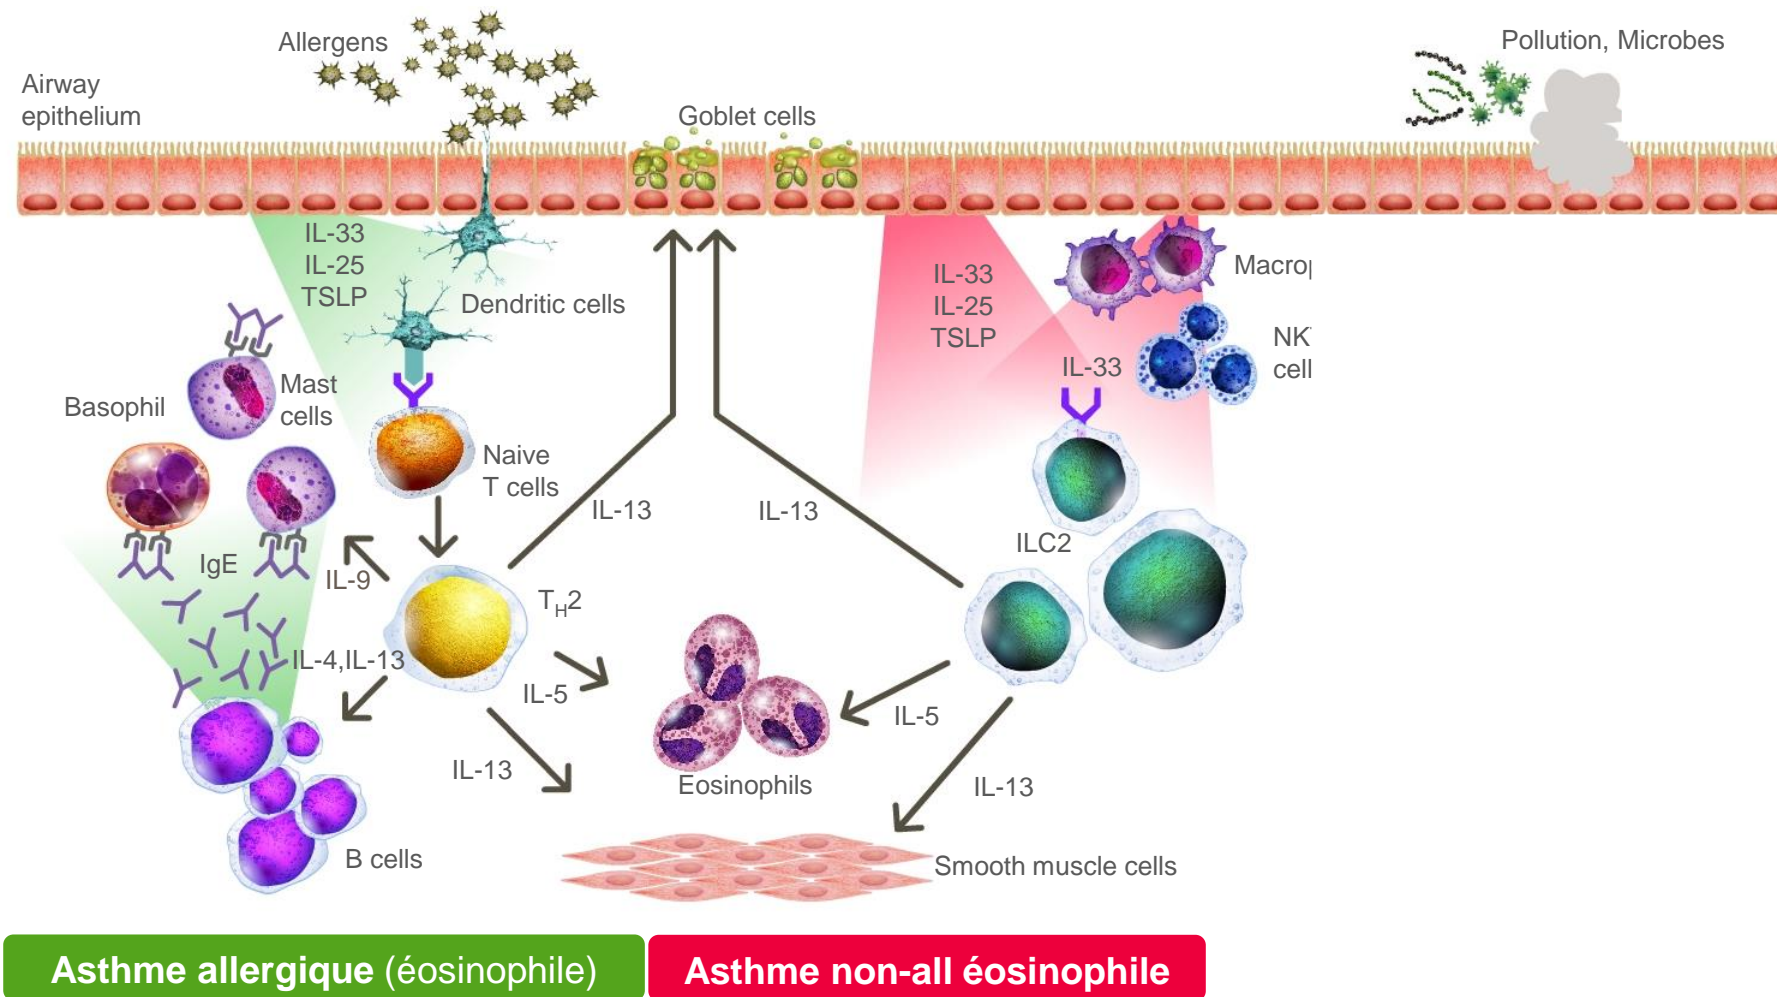 Allergens
Pollution, Microbes
Airway
epithelium
Goblet cells
IL-33
IL-25
TSLP
Dendritic cells
IL-33
IL-25
TSLP
IL-33
NK
cell
Mast
cells
Basophil
Naive
T cells
IL-13
IL-13
ILC2
IgE
IL-9
TH2
IL-4,IL-13
IL-5
IL-5
IL-13
Eosinophils
IL-13
B cells
Smooth muscle cells
Asthme allergique (éosinophile)
Asthme non-all éosinophile